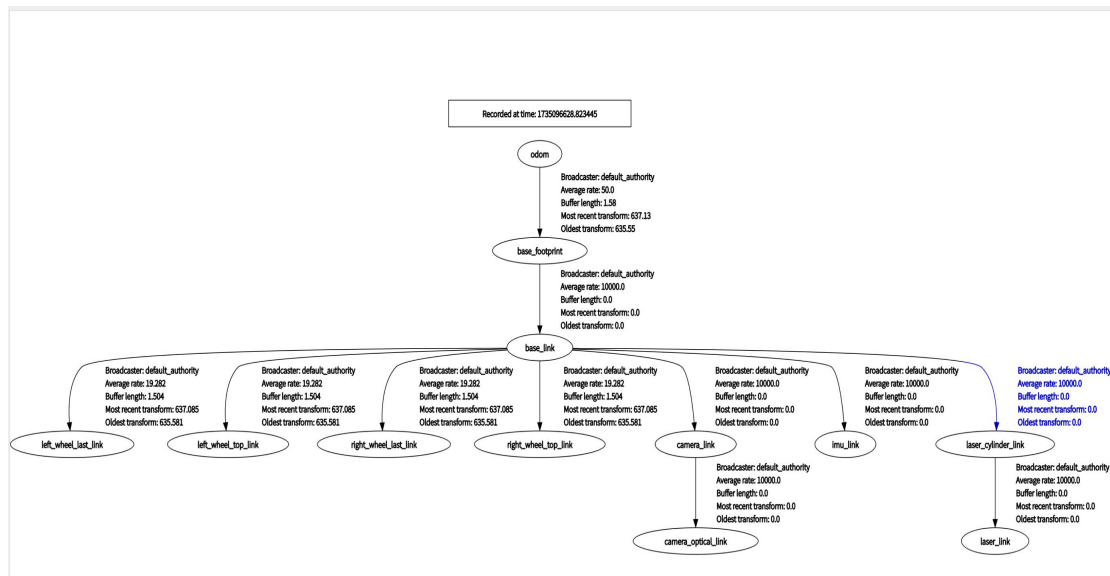 Recorded at time: 1735096628.823445
odom
Broadcaster: default_authority
Average rate: 50.0
Buffer length: 1.58
Most recent transform: 637.13
Oldest transform: 635.55
base_footprint
Broadcaster: default_authority
Average rate: 10000.0
Buffer length: 0.0
Most recent transform: 0.0
Oldest transform: 0.0
base_link
Broadcaster: default_authority
Average rate: 19.282
Buffer length: 1.504
Most recent transform: 637.085
Oldest transform: 635.581
left_wheel_last_link
Broadcaster: default_authority
Average rate: 19.282
Buffer length: 1.504
Most recent transform: 637.085
Oldest transform: 635.581
left_wheel_top_link
Broadcaster: default_authority
Average rate: 19.282
Buffer length: 1.504
Most recent transform: 637.085
Oldest transform: 635.581
right_wheel_last_link
Broadcaster: default_authority
Average rate: 19.282
Buffer length: 1.504
Most recent transform: 637.085
Oldest transform: 635.581
right_wheel_top_link
Broadcaster: default_authority
Average rate: 10000.0
Buffer length: 0.0
Most recent transform: 0.0
Oldest transform: 0.0
camera_link
Broadcaster: default_authority
Average rate: 10000.0
Buffer length: 0.0
Most recent transform: 0.0
Oldest transform: 0.0
imu_link
Broadcaster: default_authority
Average rate: 10000.0
Buffer length: 0.0
Most recent transform: 0.0
Oldest transform: 0.0
laser_cylinder_link
Broadcaster: default_authority
Average rate: 10000.0
Buffer length: 0.0
Most recent transform: 0.0
Oldest transform: 0.0
camera_optical_link
Broadcaster: default_authority
Average rate: 10000.0
Buffer length: 0.0
Most recent transform: 0.0
Oldest transform: 0.0
laser_link